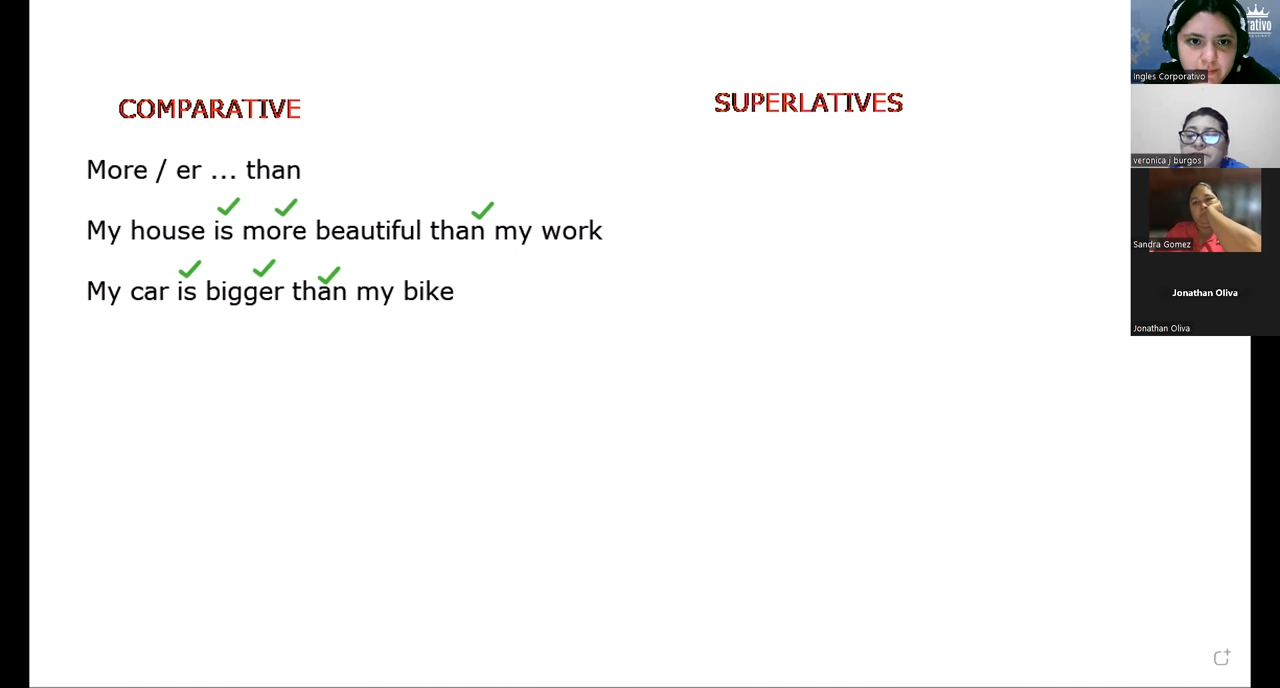 COMPARATIVE
SUPERLATIVES
More / er ... than
My house is more beautiful than my work
My car is bigger than my bike
rativo
Ingles Corporativo
veronica j burgos
Sandra Gomez
Jonathan Oliva
Jonathan Oliva